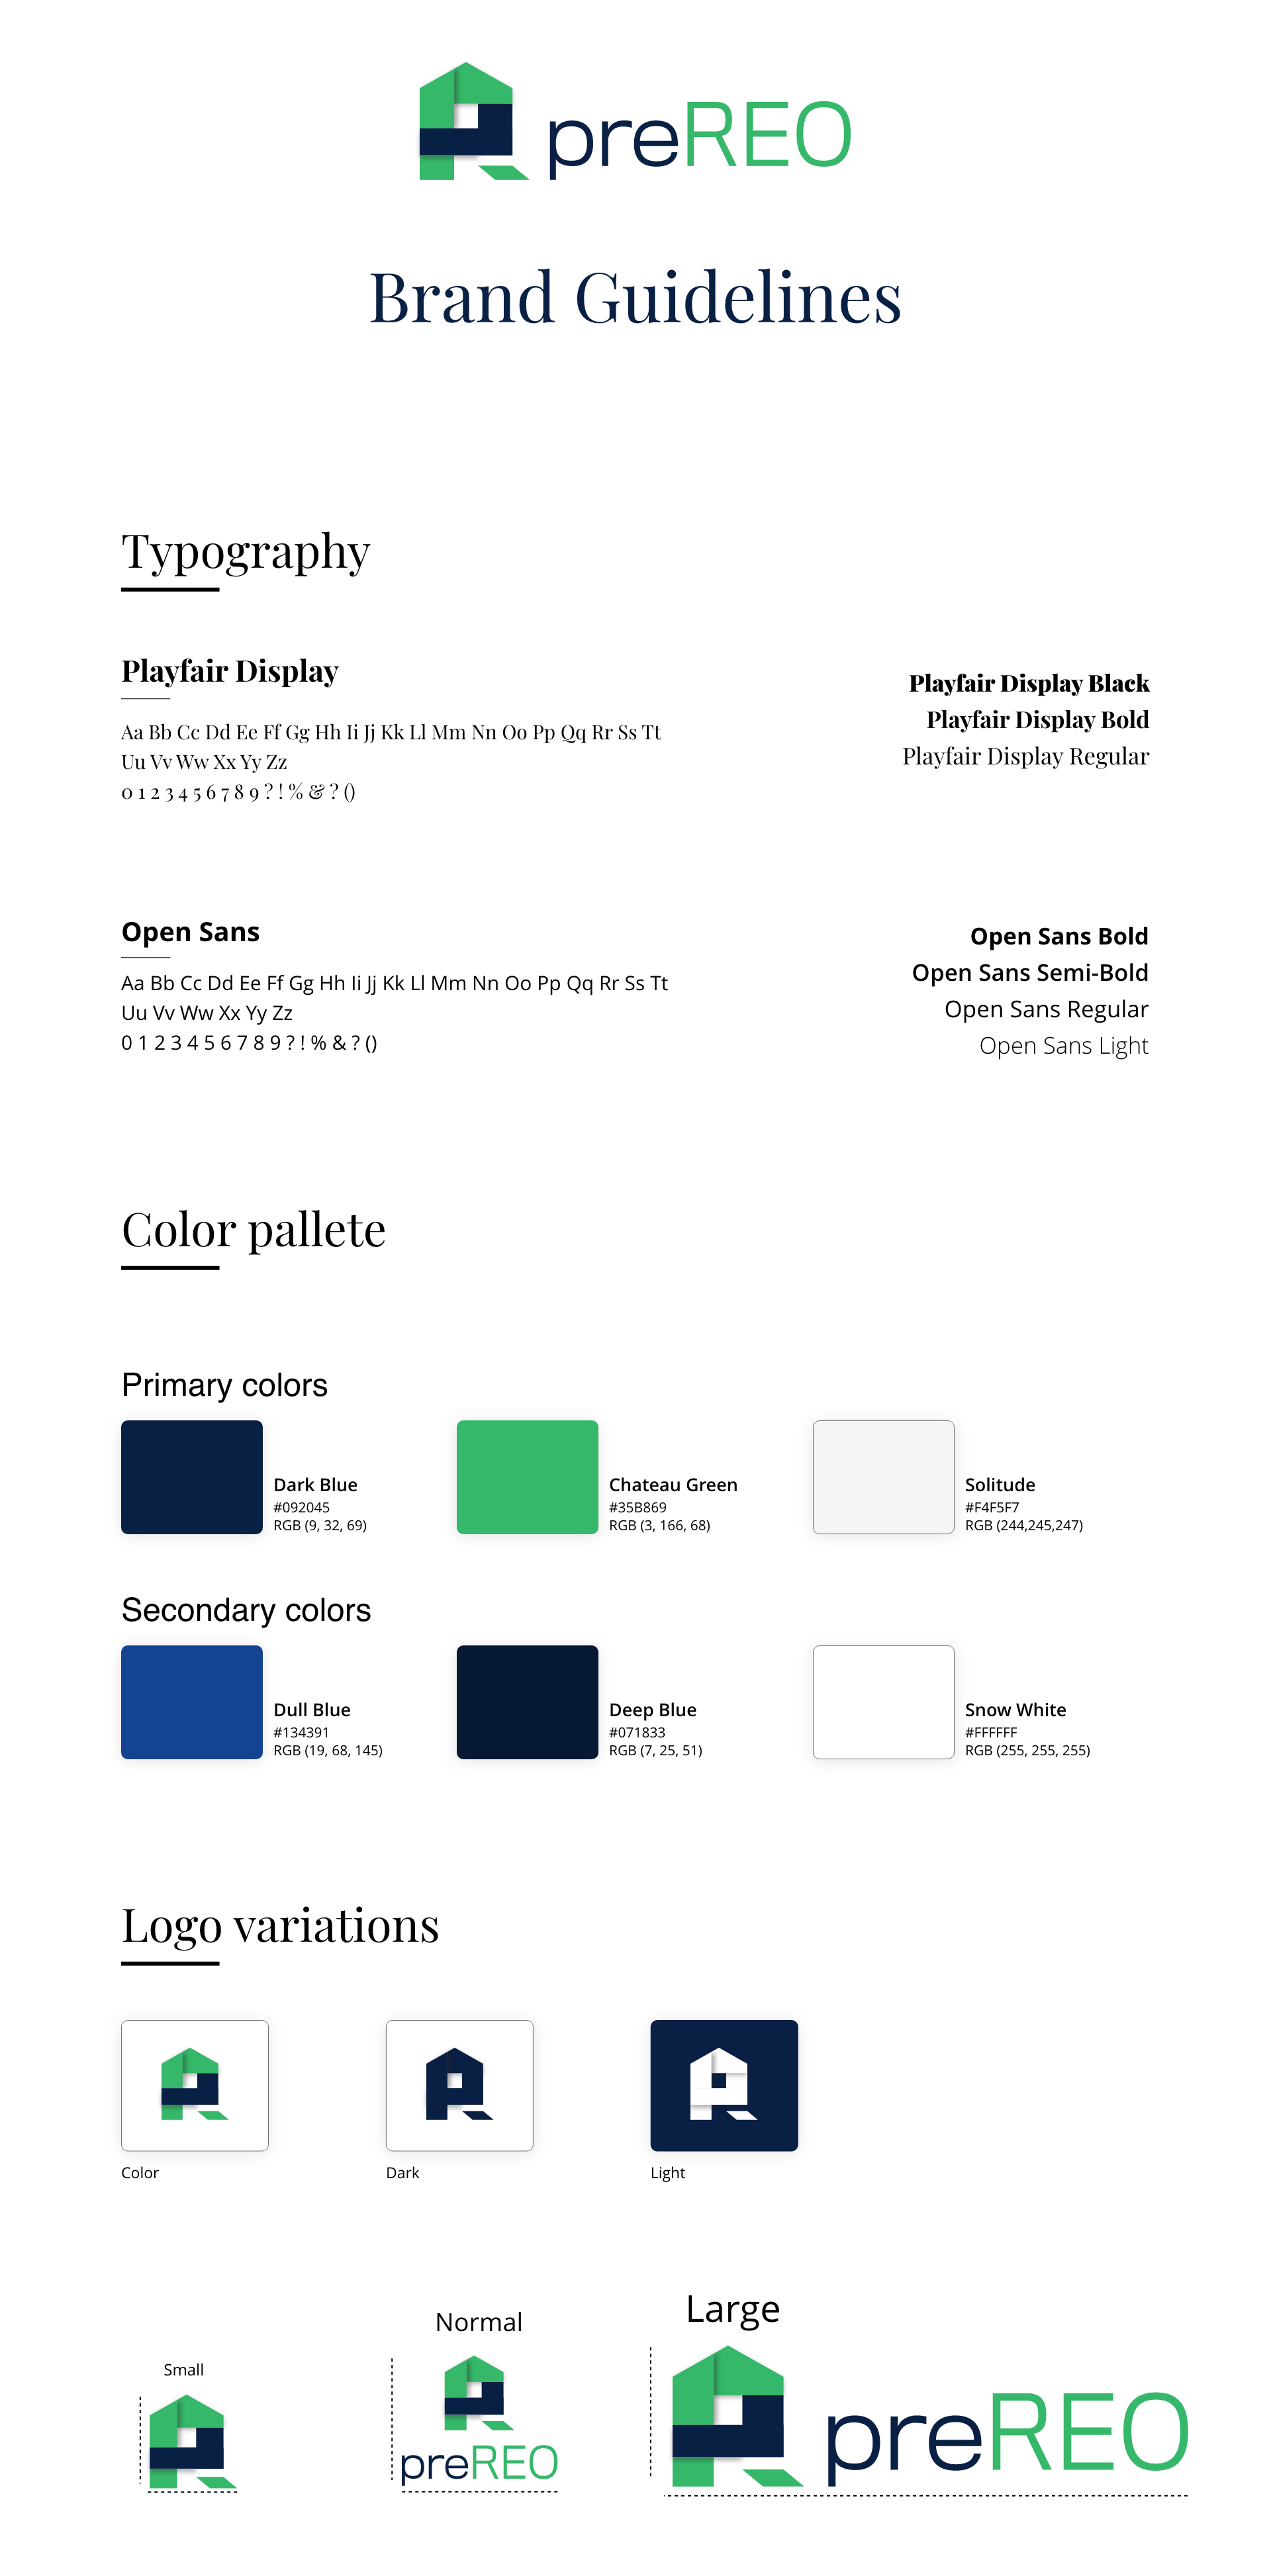 preREO
Brand Guidelines
Typography
Playfair Display
Aa Bb Cc Dd Ee Ff Gg Hh Ii Jj Kk Ll Mm Nn Oo Pp Qq Rr Ss Tt
Uu Vv Ww Xx Yy Zz
0 1 2 3 4 5 6 7 8 9 ? ! % & ? ()
Playfair Display Black
Playfair Display Bold
Playfair Display Regular
Open Sans
Aa Bb Cc Dd Ee Ff Gg Hh Ii Jj Kk Ll Mm Nn Oo Pp Qq Rr Ss Tt
Uu Vv Ww Xx Yy Zz
0 1 2 3 4 5 6 7 8 9 ? ! % & ? ()
Open Sans Bold
Open Sans Semi-Bold
Open Sans Regular
Open Sans Light
Color pallete
Primary colors
Dark Blue
#092045
RGB (9, 32, 69)
Chateau Green
#35B869
RGB (3, 166, 68)
Solitude
#F4F5F7
RGB (244,245,247)
Secondary colors
Dull Blue
#134391
RGB (19, 68, 145)
Deep Blue
#071833
RGB (7, 25, 51)
Snow White
#FFFFFF
RGB (255, 255, 255)
Logo variations
Color
Dark
Light
Small
Normal
preREO
Large
preREO